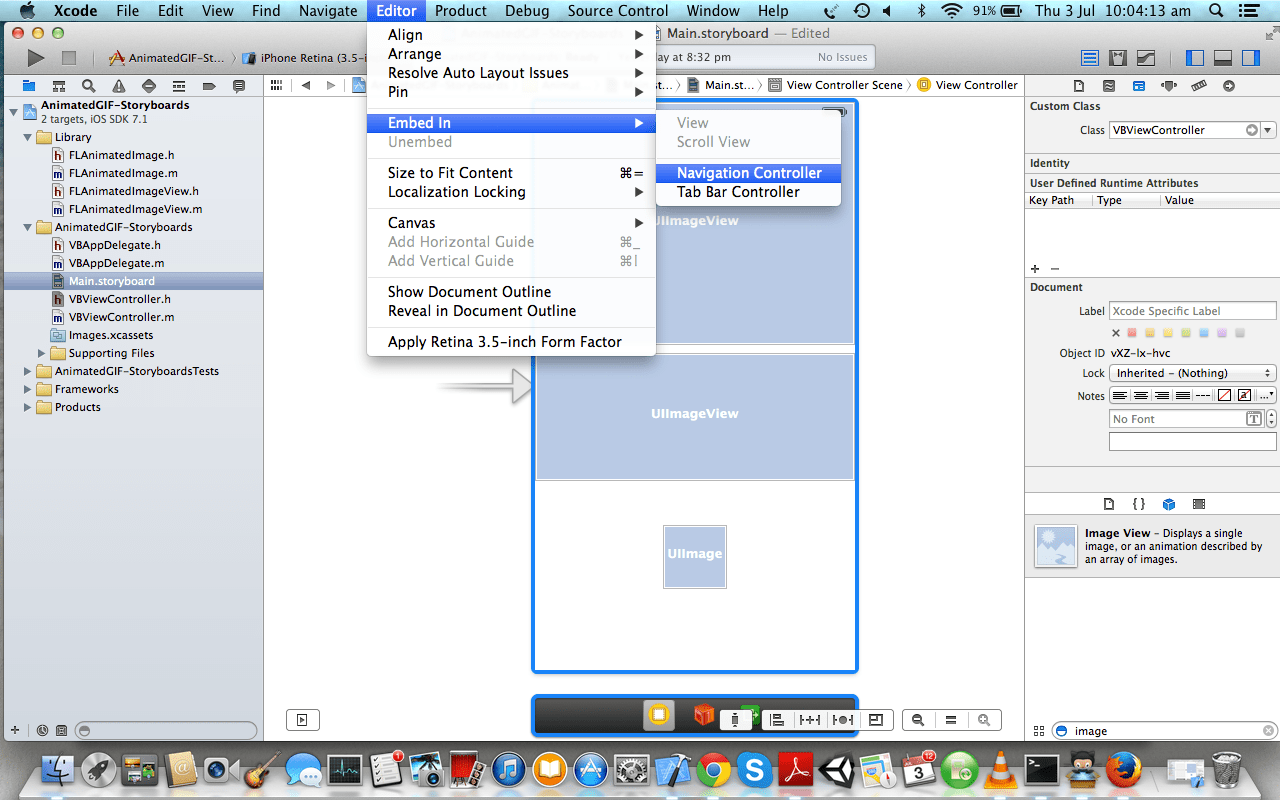 Xcode File Edit View Find Navigate Editor Product Debug Source Control Window Help 91% Thu 3 Jul 10:04:13 am
Main.storyboard — Edited
AnimatedGIF-St... iPhone Retina (3.5-i
ay at 8:32 pm No Issues
Main.st... View Controller Scene View Controller
AnimatedGIF-Storyboards
2 targets, iOS SDK 7.1
Library
FLAnimatedImage.h
FLAnimatedImage.m
FLAnimatedImageView.h
FLAnimatedImageView.m
AnimatedGIF-Storyboards
VBAppDelegate.h
VBAppDelegate.m
Main.storyboard
VBViewController.h
VBViewController.m
Images.xcassets
Supporting Files
AnimatedGIF-StoryboardsTests
Frameworks
Products
Align
Arrange
Resolve Auto Layout Issues
Pin
Embed In
Unembed
Size to Fit Content ⌘=
Localization Locking
Canvas
Add Horizontal Guide ⌘_
Add Vertical Guide ⌘|
Show Document Outline
Reveal in Document Outline
Apply Retina 3.5-inch Form Factor
View
Scroll View
Navigation Controller
Tab Bar Controller
UIImageView
UIImageView
UIImage
Custom Class
Class VBViewController
Identity
User Defined Runtime Attributes
Key Path Type Value
Document
Label Xcode Specific Label
Object ID vXZ-lx-hvc
Lock Inherited - (Nothing)
Notes
No Font
Image View - Displays a single
image, or an animation described by
an array of images.
image